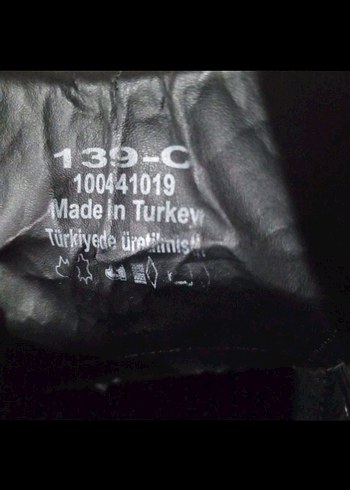 139-C
100441019
Made in Turkey
Türkiyede üretilmiştir